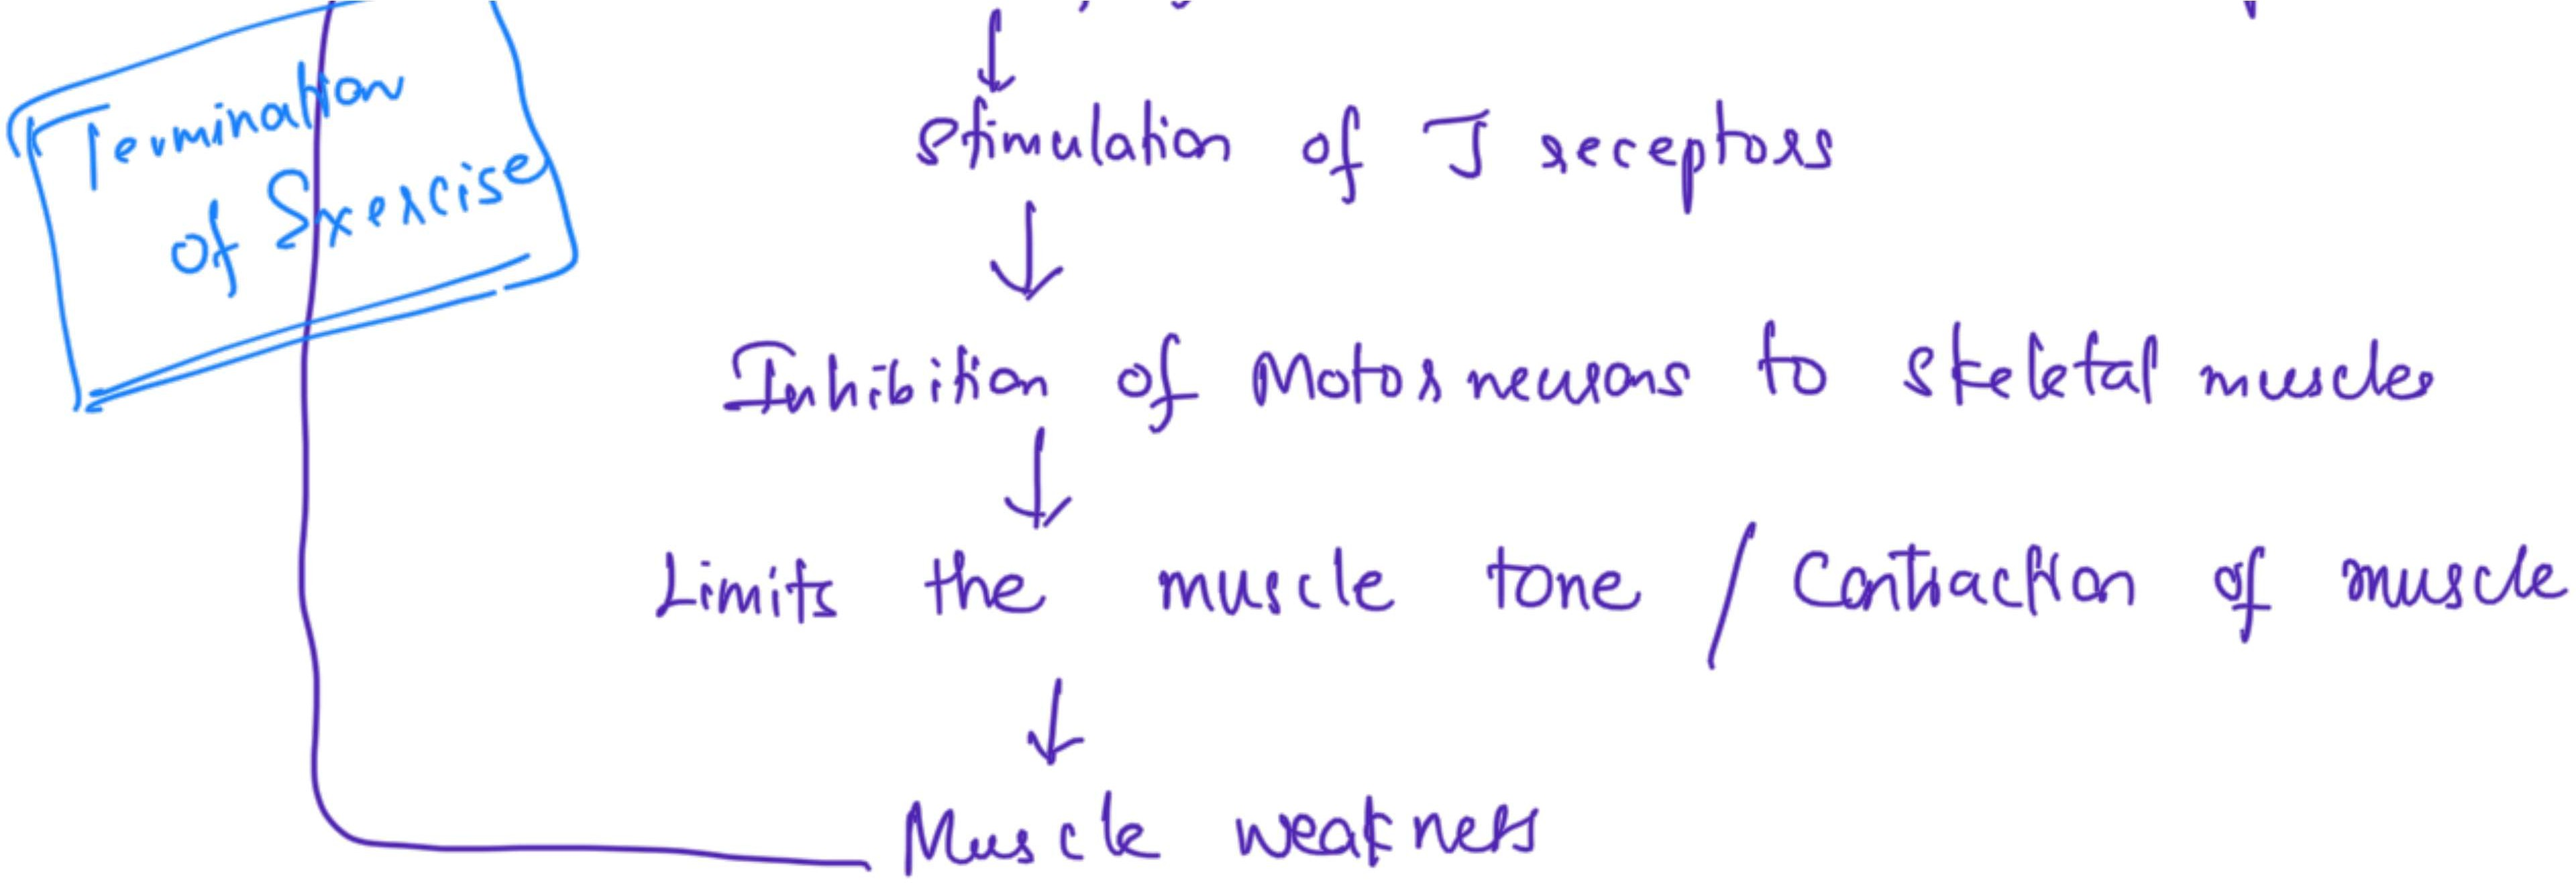 Termination
of Exercise
Stimulation of J receptors
Inhibition of Motor neurons to skeletal muscles
Limits the muscle tone / Contraction of muscle
Muscle weakness